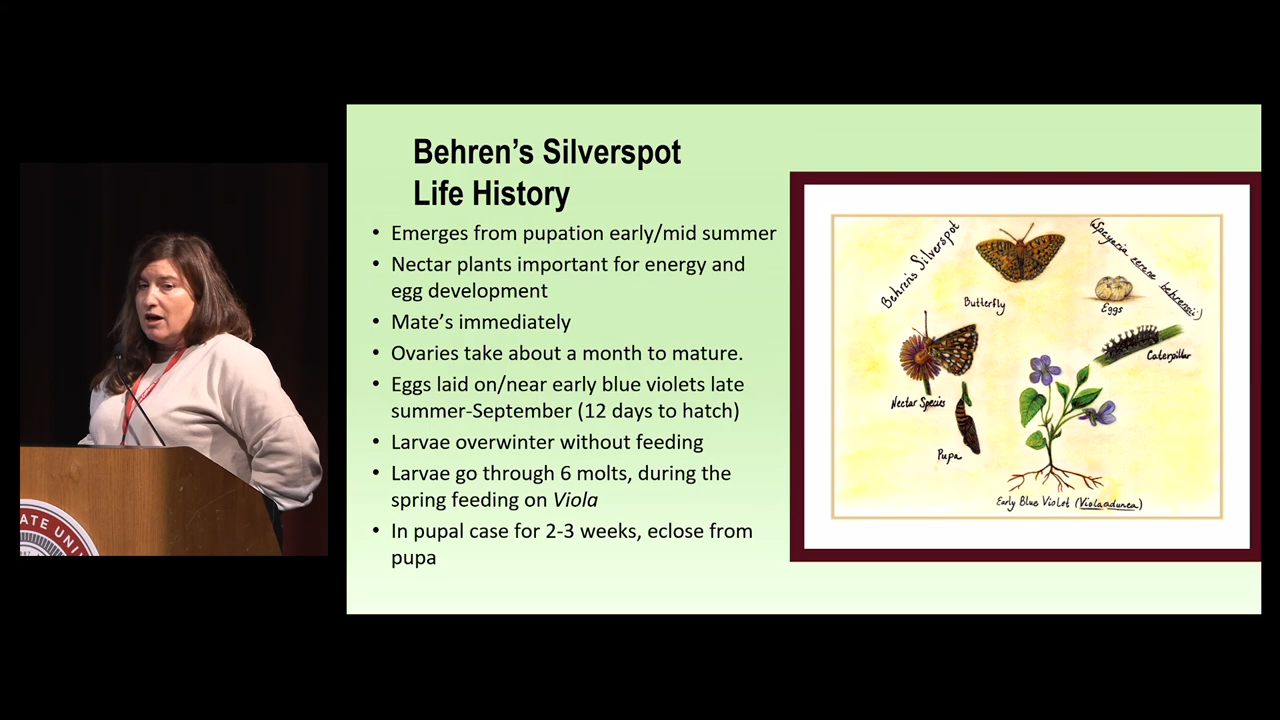 Behren's Silverspot
Life History
• Emerges from pupation early/mid summer
• Nectar plants important for energy and
egg development
• Mate's immediately
• Ovaries take about a month to mature.
• Eggs laid on/near early blue violets late
summer-September (12 days to hatch)
• Larvae overwinter without feeding
• Larvae go through 6 molts, during the
spring feeding on Viola
• In pupal case for 2-3 weeks, eclose from
pupa
Behren's Silverspot
(Speyeria zerene behrensii)
Butterfly
Eggs
Caterpillar
Nectar Species
Pupa
Early Blue Violet (Viola adunca)
ATE UNI